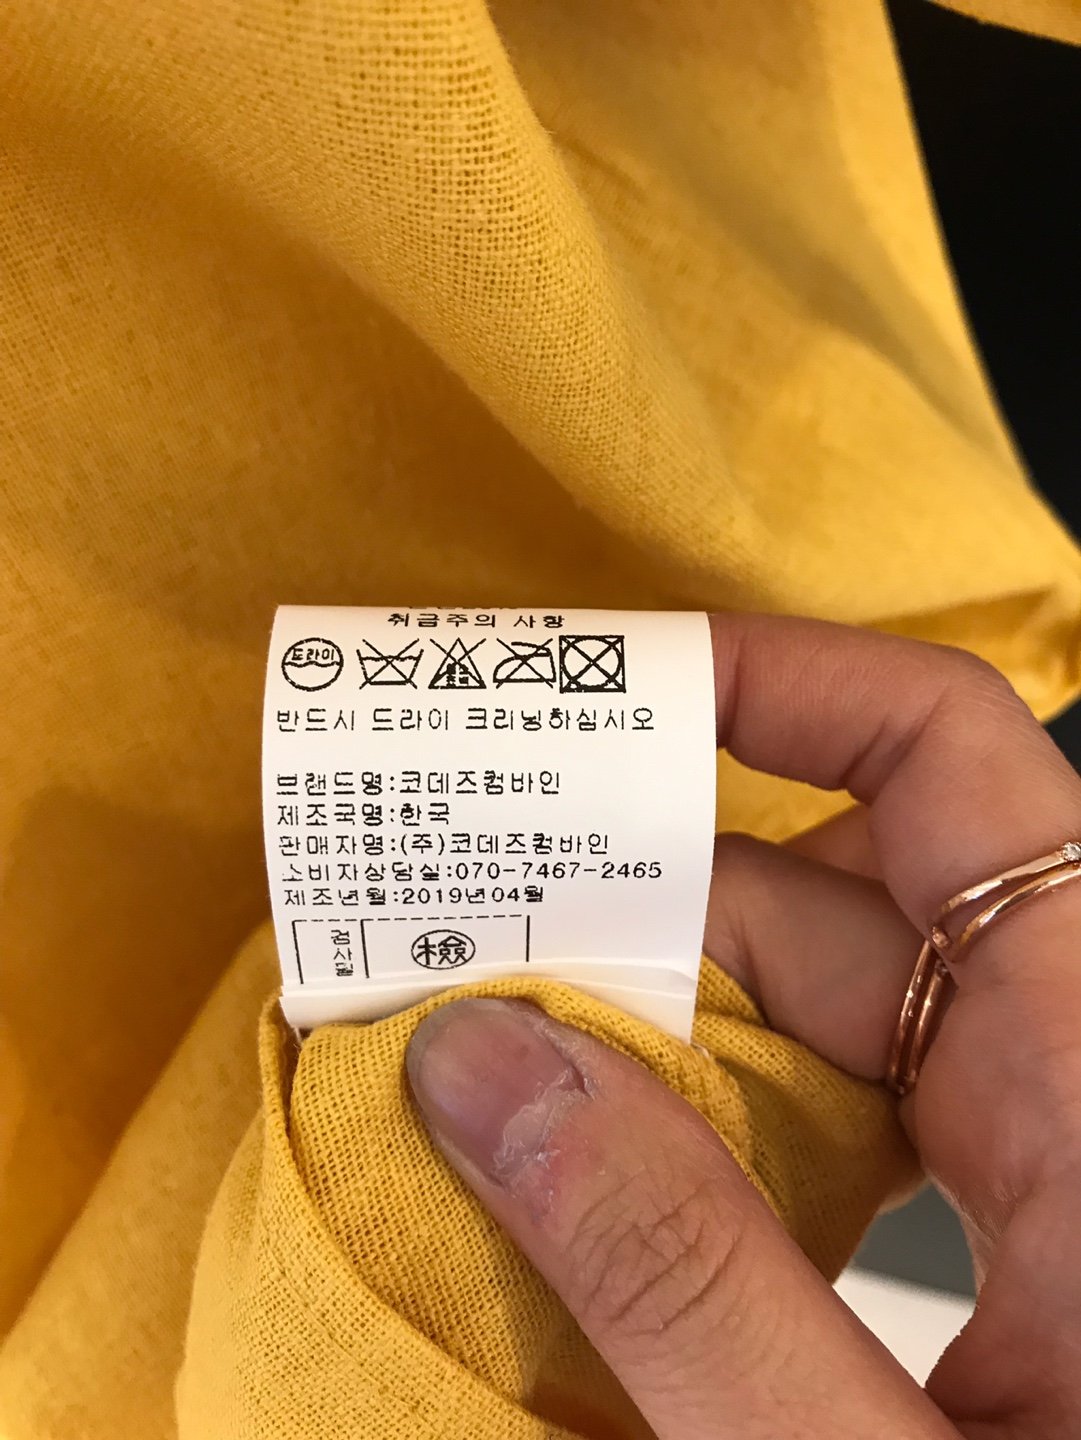 취급주의 사항
드라이
반드시 드라이 크리닝하십시오
브랜드명:코데즈컴바인
제조국명:한국
판매자명:(주)코데즈컴바인
소비자상담실:070-7467-2465
제조년월:2019년04월
검사필 檢